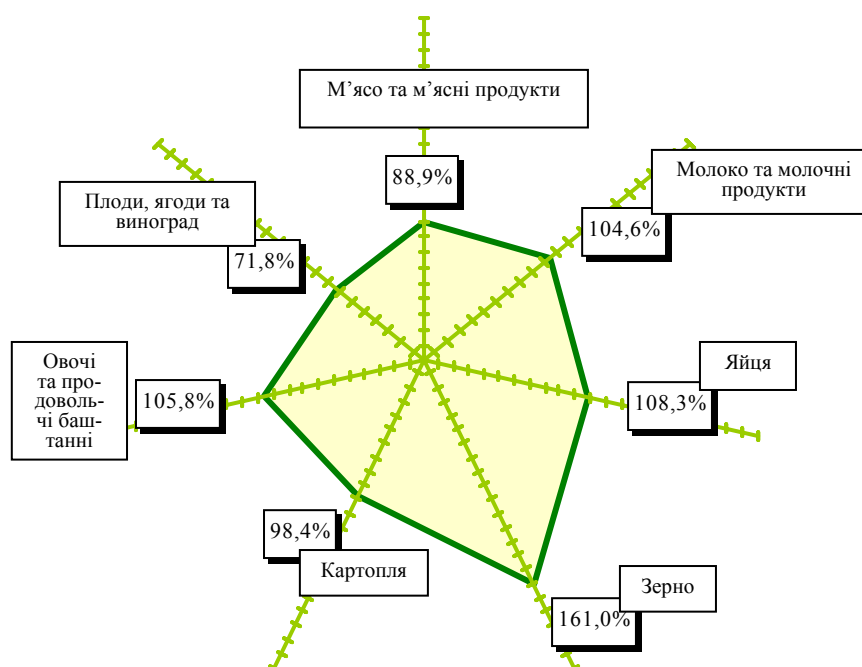 М’ясо та м’ясні продукти
88,9%
Молоко та молочні
продукти
104,6%
Плоди, ягоди та
виноград
71,8%
Яйця
108,3%
Овочі
та про-
доволь-
чі баш-
танні
105,8%
98,4%
Картопля
Зерно
161,0%